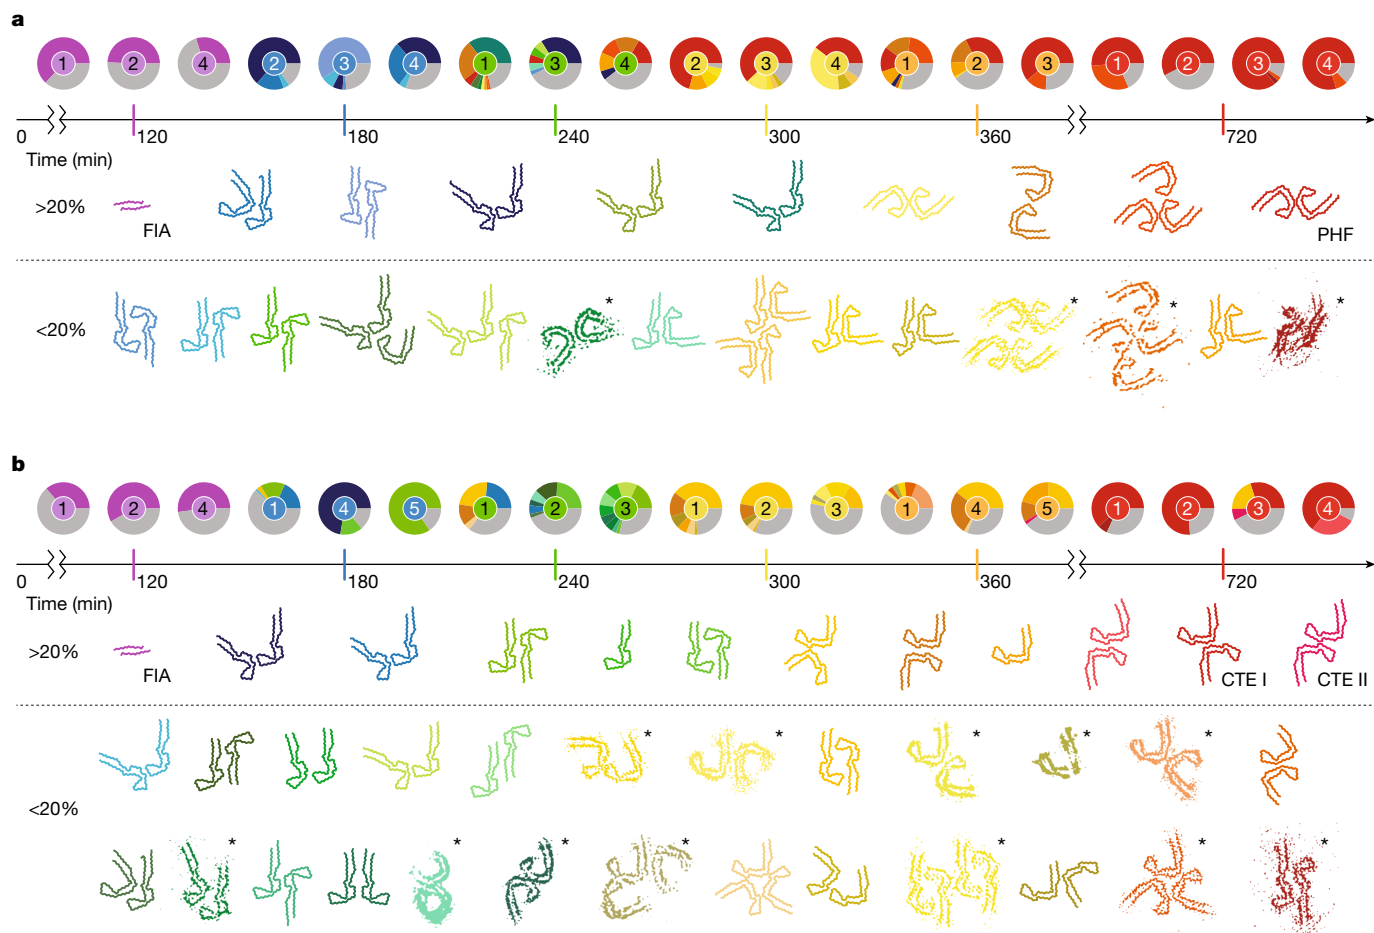 a
1 2 4 2 3 4 1 3 4 2 3 4 1 2 3 1 2 3 4
0 120 180 240 300 360 720
Time (min)
>20%
FIA
PHF
<20%
* * * *
b
1 2 4 1 4 5 1 2 3 1 2 3 1 4 5 1 2 3 4
0 120 180 240 300 360 720
Time (min)
>20%
FIA
CTE I
CTE II
* * * * *
<20%
* * * * * * *